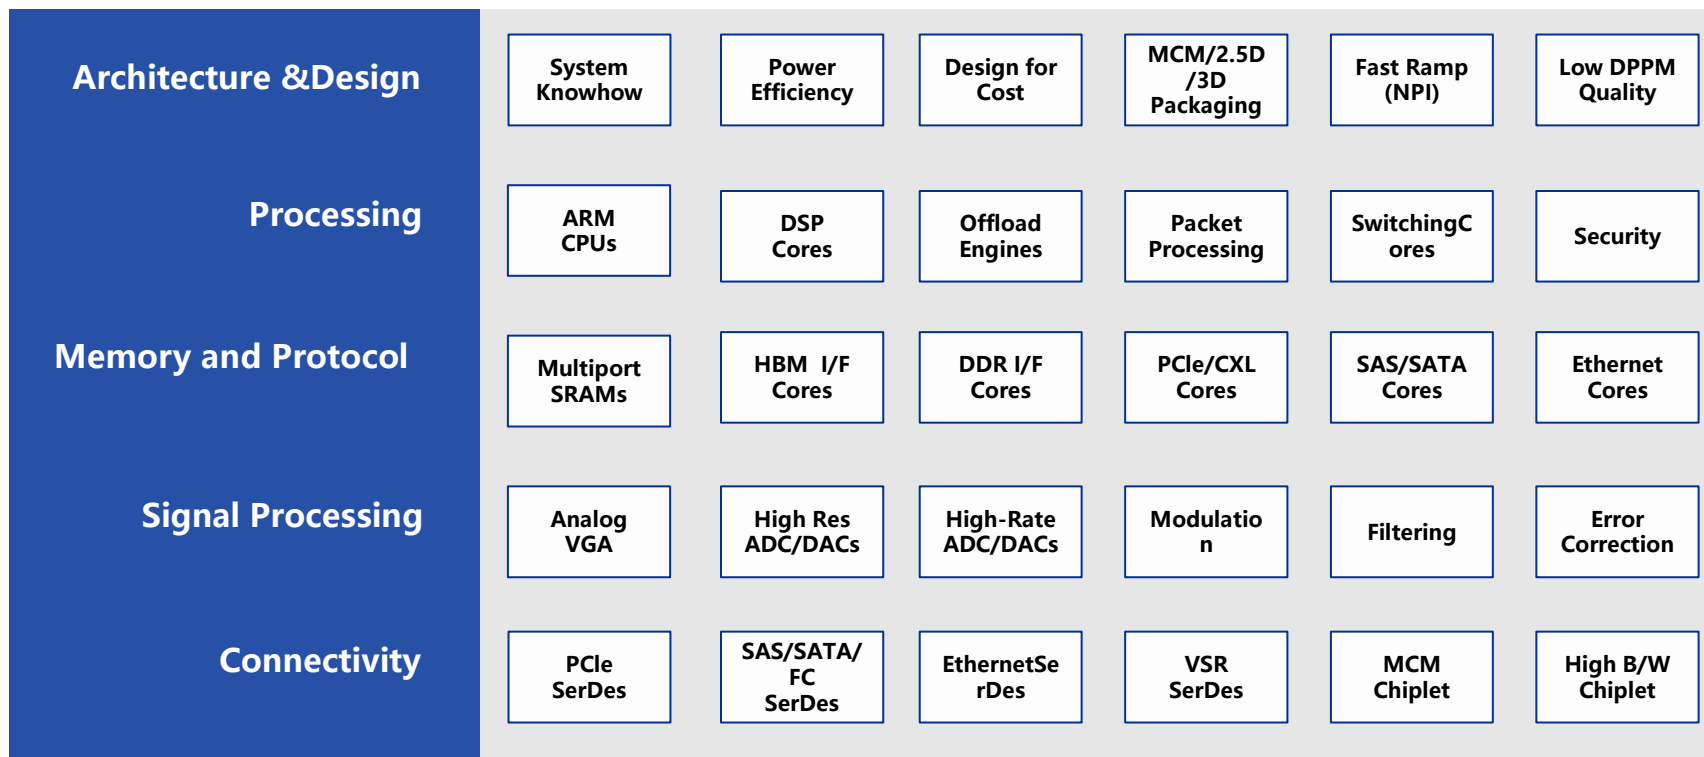 Architecture &Design
System
Knowhow
Power
Efficiency
Design for
Cost
MCM/2.5D
/3D
Packaging
Fast Ramp
(NPI)
Low DPPM
Quality
Processing
ARM
CPUs
DSP
Cores
Offload
Engines
Packet
Processing
SwitchingC
ores
Security
Memory and Protocol
Multiport
SRAMs
HBM  I/F
Cores
DDR I/F
Cores
PCle/CXL
Cores
SAS/SATA
Cores
Ethernet
Cores
Signal Processing
Analog
VGA
High Res
ADC/DACs
High-Rate
ADC/DACs
Modulatio
n
Filtering
Error
Correction
Connectivity
PCle
SerDes
SAS/SATA/
FC
SerDes
EthernetSe
rDes
VSR
SerDes
MCM
Chiplet
High B/W
Chiplet